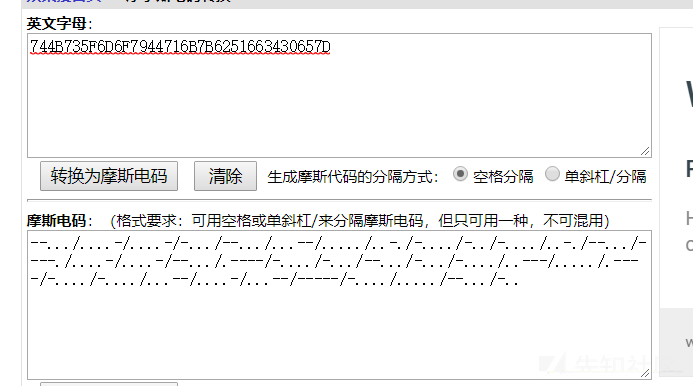 英文字母:
744B735F6D6F7944716B7B6251663430657D
转换为摩斯电码 清除 生成摩斯代码的分隔方式: 空格分隔 单斜杠/分隔
摩斯电码: (格式要求:可用空格或单斜杠/来分隔摩斯电码,但只可用一种,不可混用)
--.../....-/....-/-.../--.../...--/...../..-./-..../-../-..../..-./--.../-
---./....-/....-/--.../.----/-..../-.../--.../-.../-..../..---/...../.---
-/-..../-..../...--/....-/...--/-----/-..../...../--.../-..